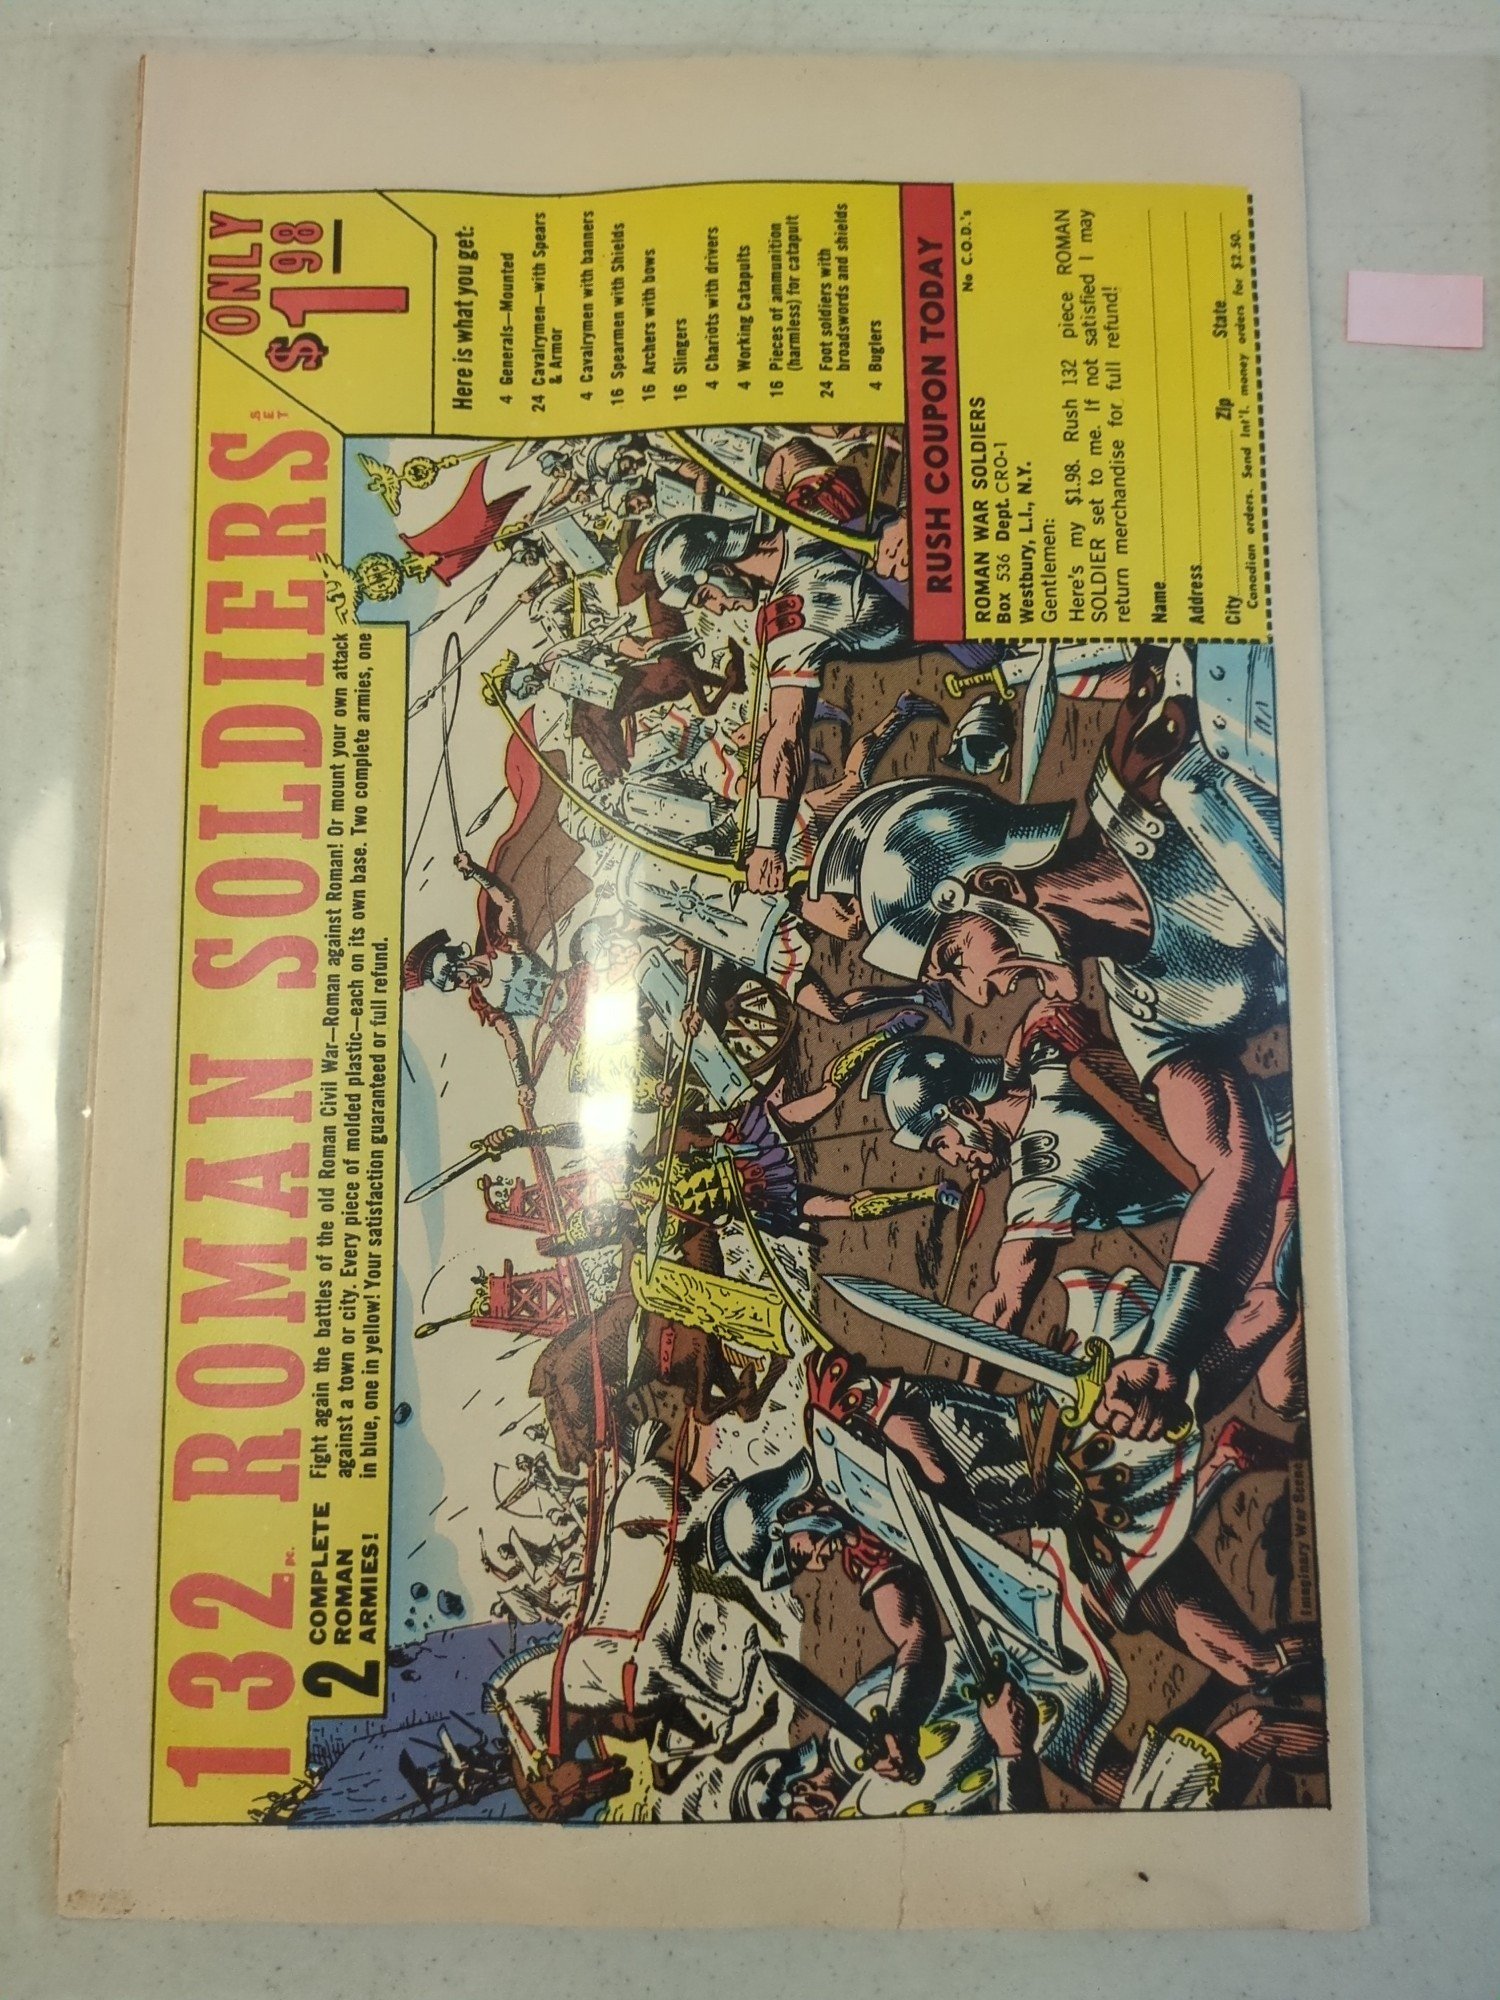 132 PC. ROMAN SOLDIERS SET
ONLY
$1.98
2 COMPLETE
ROMAN
ARMIES!
Fight again the battles of the old Roman Civil War—Roman against Roman! Or mount your own attack
against a town or city. Every piece of molded plastic—each on its own base. Two complete armies, one
in blue, one in yellow! Your satisfaction guaranteed or full refund.
Here is what you get:
4 Generals—Mounted
24 Cavalrymen—with Spears
& Armor
4 Cavalrymen with banners
16 Spearmen with Shields
16 Archers with bows
16 Slingers
4 Chariots with drivers
4 Working Catapults
16 Pieces of ammunition
(harmless) for catapult
24 Foot soldiers with
broadswords and shields
4 Buglers
RUSH COUPON TODAY
No C.O.D.'s
ROMAN WAR SOLDIERS
Box 536 Dept. CRO-1
Westbury, L.I., N.Y.
Gentlemen:
Here's my $1.98. Rush 132 piece ROMAN
SOLDIER set to me. If not satisfied I may
return merchandise for full refund!
Name
Address
City Zip State
Canadian orders. Send Int'l. money orders for $2.50.
Imaginary War Scene